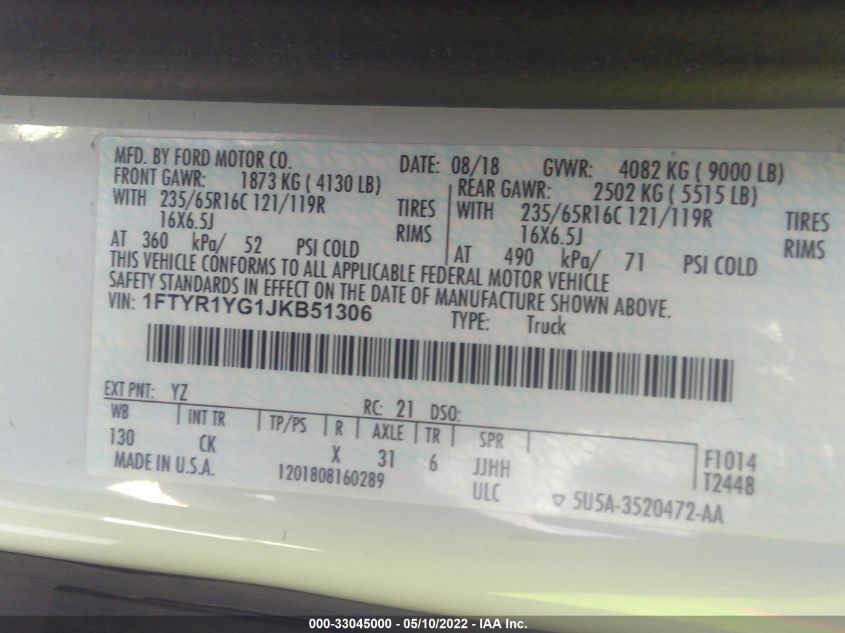 MFD. BY FORD MOTOR CO. DATE: 08/18 GVWR: 4082 KG ( 9000 LB)
FRONT GAWR: 1873 KG ( 4130 LB) REAR GAWR: 2502 KG ( 5515 LB)
WITH 235/65R16C 121/119R TIRES WITH 235/65R16C 121/119R TIRES
16X6.5J RIMS 16X6.5J RIMS
AT 360 kPa/ 52 PSI COLD AT 490 kPa/ 71 PSI COLD
THIS VEHICLE CONFORMS TO ALL APPLICABLE FEDERAL MOTOR VEHICLE
SAFETY STANDARDS IN EFFECT ON THE DATE OF MANUFACTURE SHOWN ABOVE.
VIN: 1FTYR1YG1JKB51306 TYPE: Truck
EXT PNT: YZ RC: 21 DSO:
WB INT TR TP/PS R AXLE TR SPR F1014
130 CK X 31 6 JJHH T2448
MADE IN U.S.A. 1201808160289 ULC ▽ 5U5A-3520472-AA
000-33045000 - 05/10/2022 - IAA Inc.